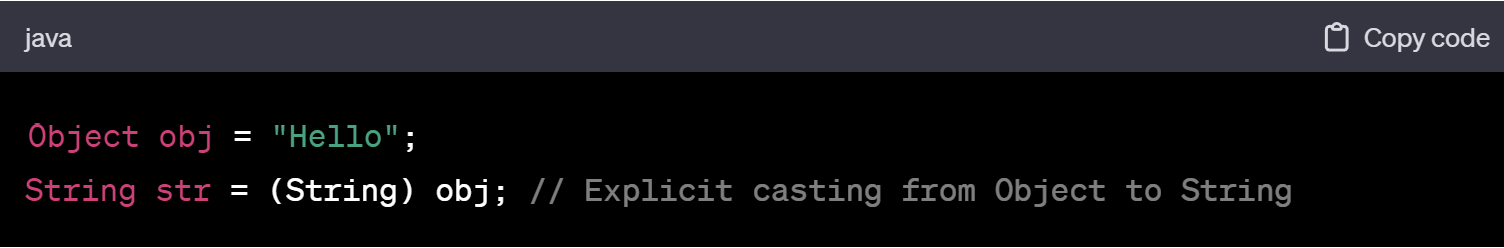 java Copy code
Object obj = "Hello";
String str = (String) obj; // Explicit casting from Object to String